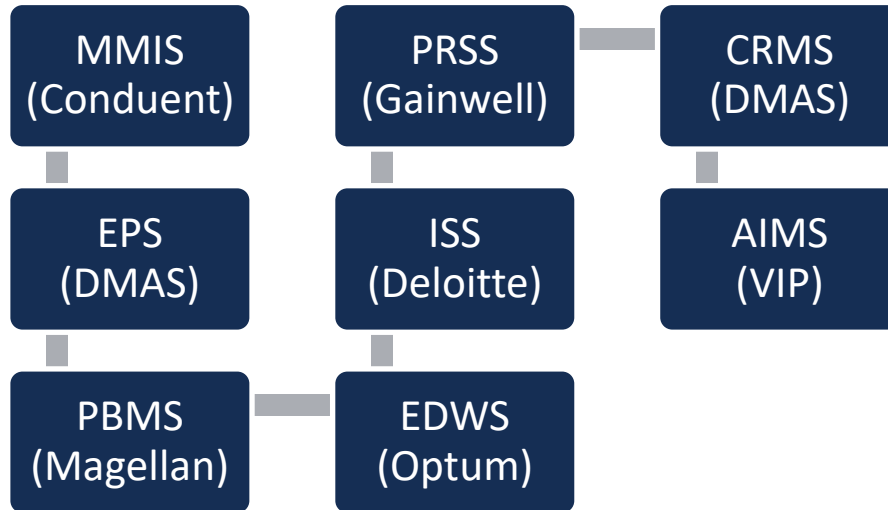 MMIS
(Conduent)
EPS
(DMAS)
PBMS
(Magellan)
EDWS
(Optum)
ISS
(Deloitte)
PRSS
(Gainwell)
CRMS
(DMAS)
AIMS
(VIP)